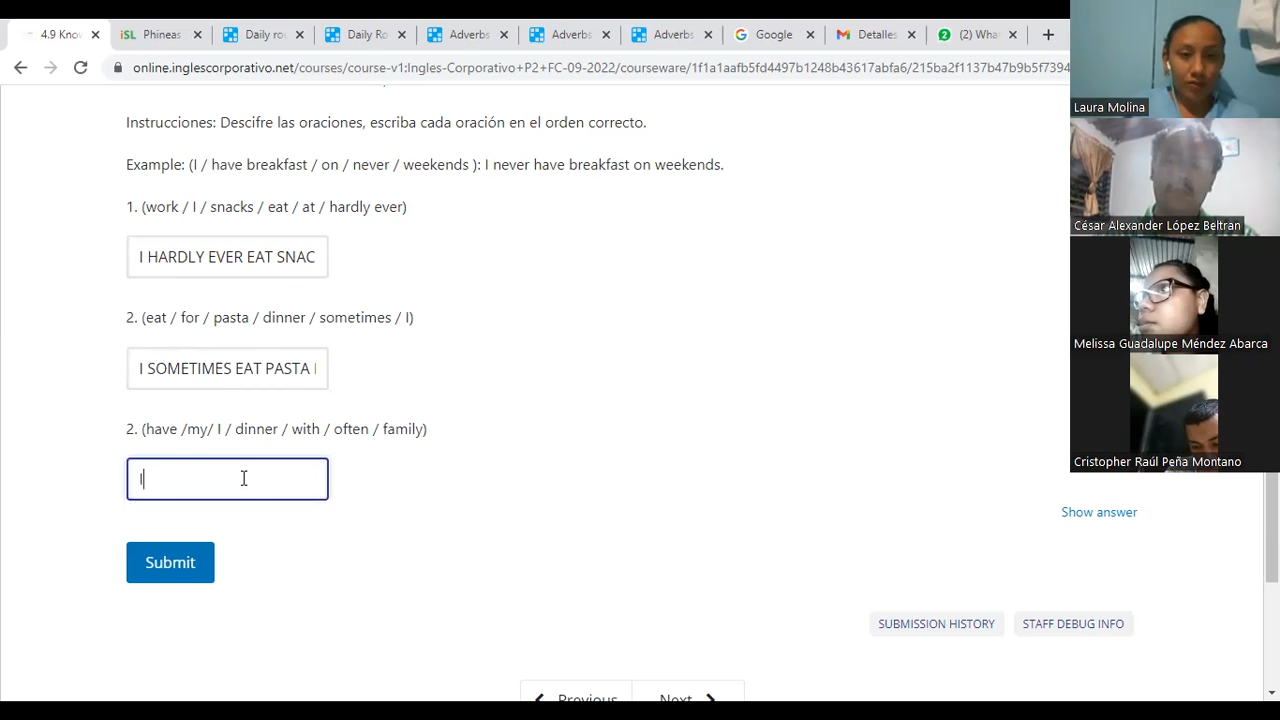 4.9 Know
iSL Phineas
Daily rou
Daily Ro
Adverbs
Adverbs
Adverbs
Google
Detalles
(2) Wha
online.inglescorporativo.net/courses/course-v1:Ingles-Corporativo+P2+FC-09-2022/courseware/1f1a1aafb5fd4497b1248b43617abfa6/215ba2f1137b47b9b5f7394
Instrucciones: Descifre las oraciones, escriba cada oración en el orden correcto.
Example: (I / have breakfast / on / never / weekends ): I never have breakfast on weekends.
1. (work / I / snacks / eat / at / hardly ever)
I HARDLY EVER EAT SNAC
2. (eat / for / pasta / dinner / sometimes / I)
I SOMETIMES EAT PASTA
2. (have /my/ I / dinner / with / often / family)
I
Show answer
Submit
SUBMISSION HISTORY
STAFF DEBUG INFO
Previous
Next
Laura Molina
César Alexander López Beltran
Melissa Guadalupe Méndez Abarca
Cristopher Raúl Peña Montano